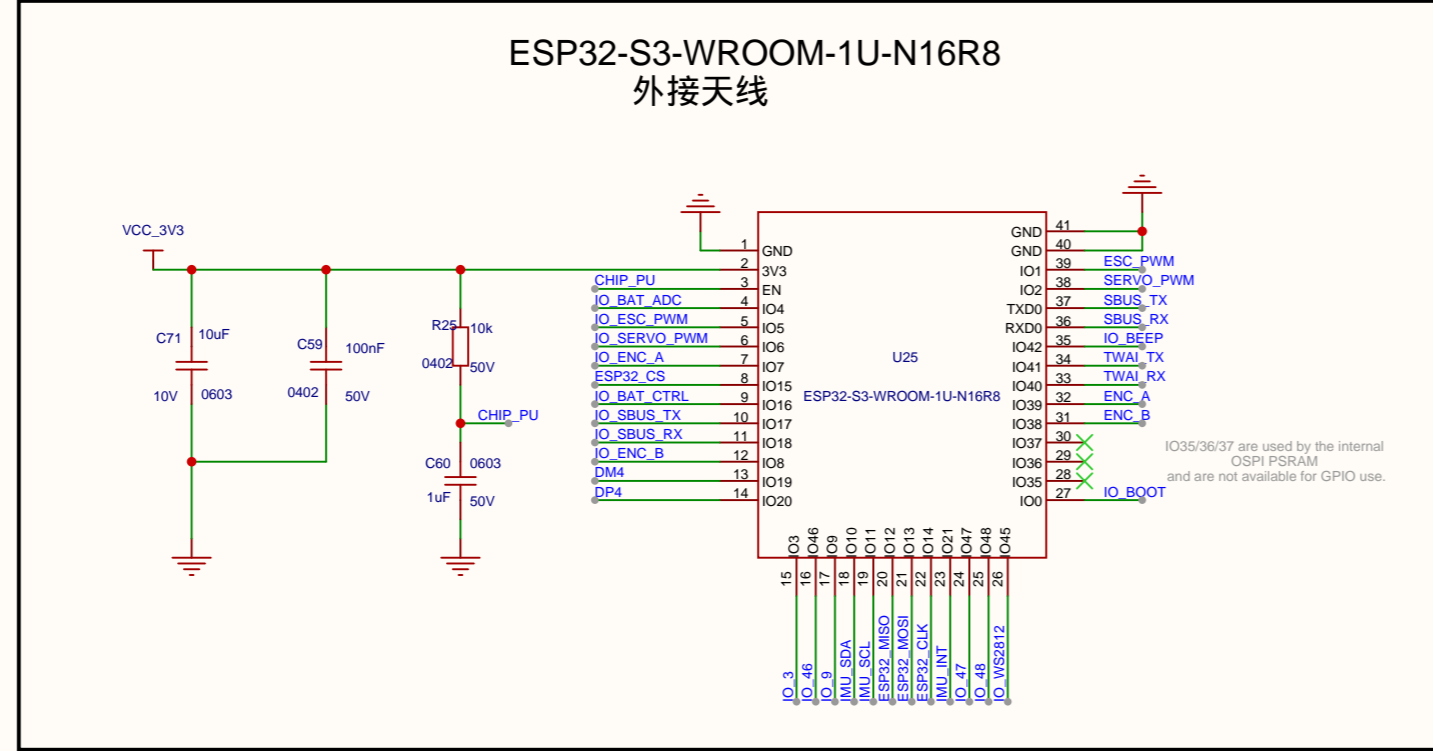 ESP32-S3-WROOM-1U-N16R8
外接天线
VCC_3V3
C71
10uF
10V
0603
C59
100nF
0402
50V
R25
10k
0402
50V
CHIP_PU
C60
0603
1uF
50V
CHIP_PU
3
EN
IO_BAT_ADC
4
IO4
IO_ESC_PWM
5
IO5
IO_SERVO_PWM
6
IO6
IO_ENC_A
7
IO7
ESP32_CS
8
IO15
IO_BAT_CTRL
9
IO16
IO_SBUS_TX
10
IO17
IO_SBUS_RX
11
IO18
IO_ENC_B
12
IO8
DM4
13
IO19
DP4
14
IO20
1
GND
2
3V3
U25
ESP32-S3-WROOM-1U-N16R8
GND
41
GND
40
IO1
39
ESC_PWM
IO2
38
SERVO_PWM
TXD0
37
SBUS_TX
RXD0
36
SBUS_RX
IO42
35
IO_BEEP
IO41
34
TWAI_TX
IO40
33
TWAI_RX
IO39
32
ENC_A
IO38
31
ENC_B
IO37
30
IO36
29
IO35
28
IO0
27
IO_BOOT
IO35/36/37 are used by the internal
OSPI PSRAM
and are not available for GPIO use.
IO3
15
IO_3
IO46
16
IO_46
IO9
17
IO_9
IO10
18
IMU_SDA
IO11
19
IMU_SCL
IO12
20
ESP32_MISO
IO13
21
ESP32_MOSI
IO14
22
ESP32_CLK
IO21
23
IMU_INT
IO47
24
IO_47
IO48
25
IO_48
IO45
26
IO_WS2812